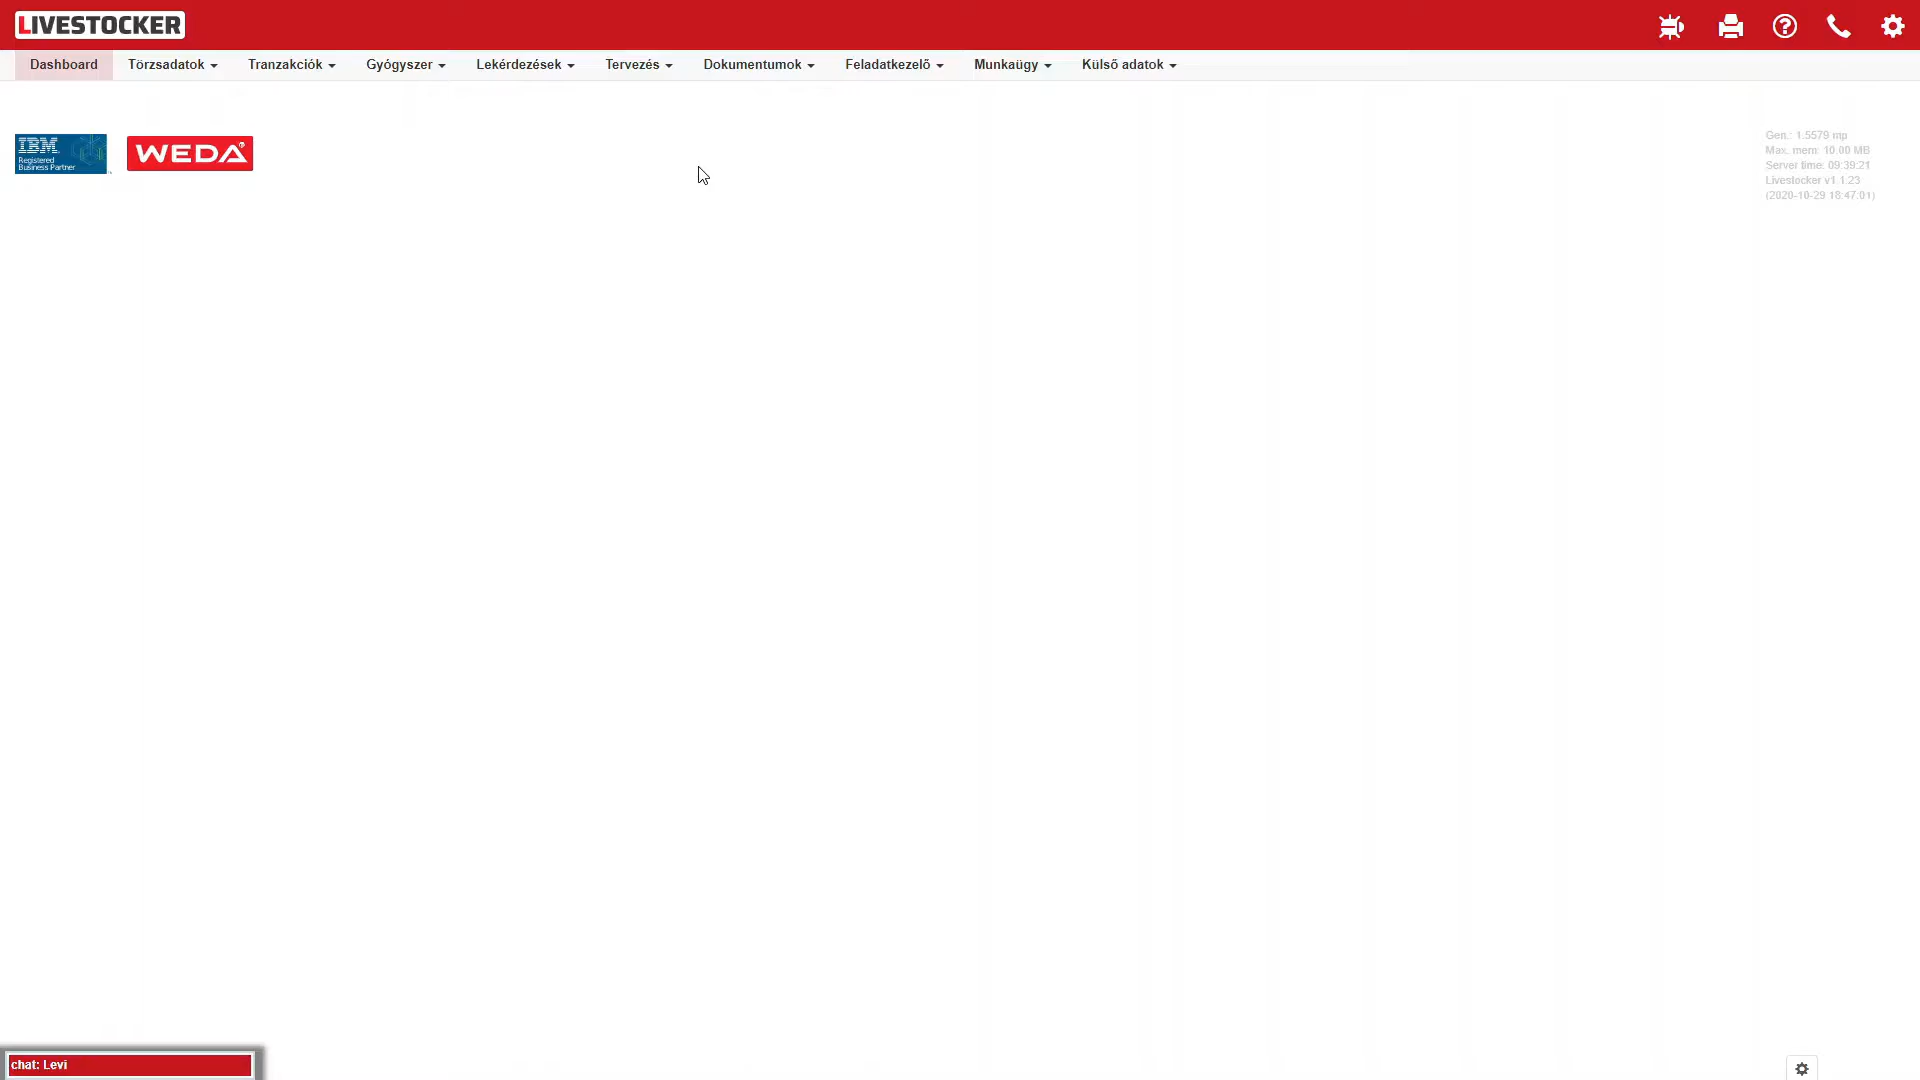 LIVESTOCKER
Dashboard Törzsadatok Tranzakciók Gyógyszer Lekérdezések Tervezés Dokumentumok Feladatkezelő Munkaügy Külső adatok
IBM
Registered
Business Partner
WEDA
Gen.: 1.5579 mp
Max. mem: 10.00 MB
Server time: 09:39:21
Livestocker v1.1.23
(2020-10-29 18:47:01)
chat: Levi